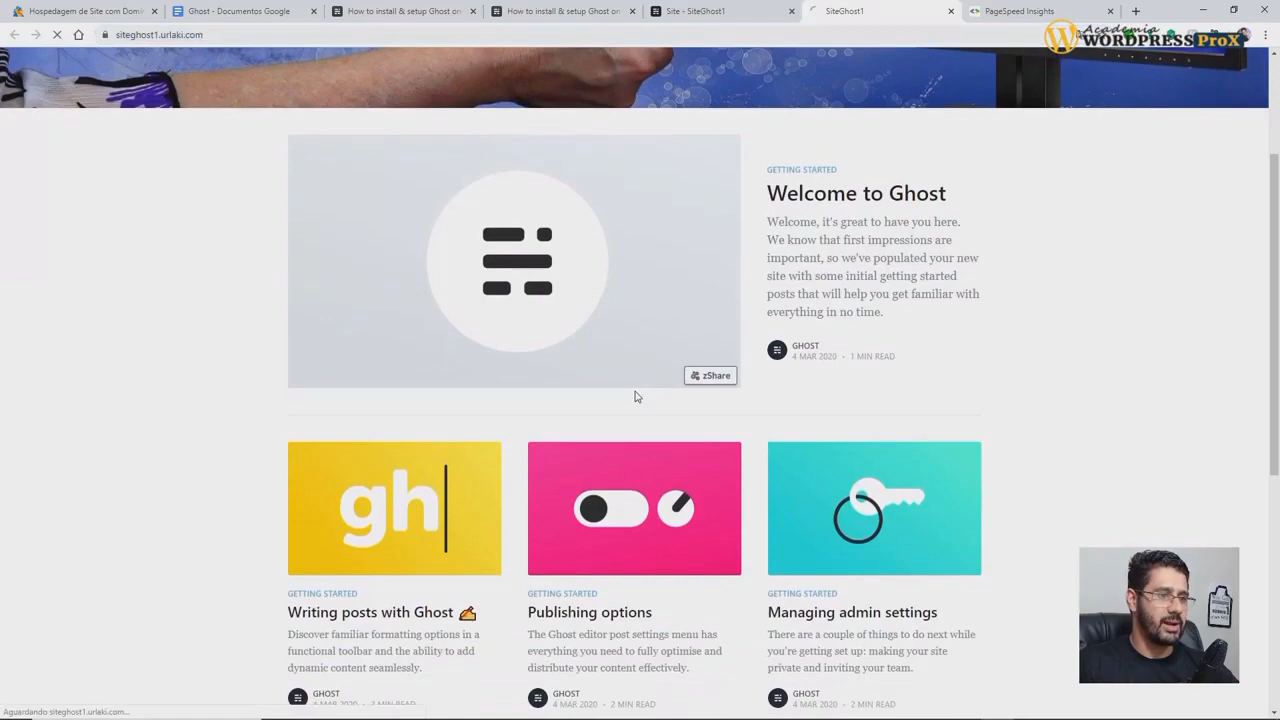 Hospedagem de Site com Domí
Ghost - Documentos Google
How to install & setup Ghost on
How to install & setup Ghost on
Site - SiteGhost1
SiteGhost1
PageSpeed Insights
siteghost1.urlaki.com
Academia
WORDPRESS ProX
GETTING STARTED
Welcome to Ghost
Welcome, it's great to have you here.
We know that first impressions are
important, so we've populated your new
site with some initial getting started
posts that will help you get familiar with
everything in no time.
GHOST
4 MAR 2020 • 1 MIN READ
zShare
gh
GETTING STARTED
Writing posts with Ghost ✍️
Discover familiar formatting options in a
functional toolbar and the ability to add
dynamic content seamlessly.
GHOST
4 MAR 2020 • 3 MIN READ
GETTING STARTED
Publishing options
The Ghost editor post settings menu has
everything you need to fully optimise and
distribute your content effectively.
GHOST
4 MAR 2020 • 2 MIN READ
GETTING STARTED
Managing admin settings
There are a couple of things to do next while
you're getting set up: making your site
private and inviting your team.
GHOST
4 MAR 2020 • 2 MIN READ
Aguardando siteghost1.urlaki.com...